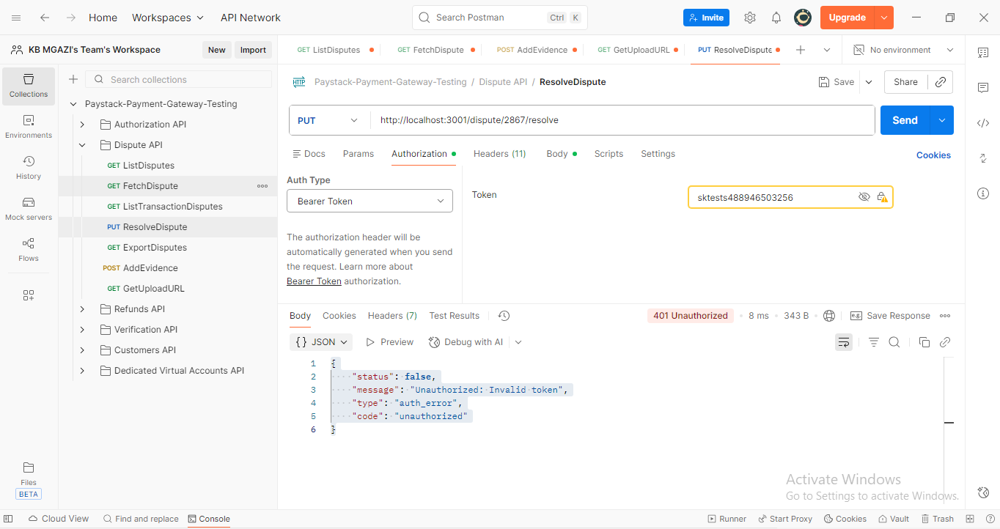 Home
Workspaces
API Network
Search Postman
Ctrl K
Invite
Upgrade
KB MGAZI's Team's Workspace
New
Import
GET ListDisputes
GET FetchDispute
POST AddEvidence
GET GetUploadURL
PUT ResolveDispute
No environment
Collections
Environments
History
Mock servers
Flows
Files
BETA
Search collections
Paystack-Payment-Gateway-Testing
Authorization API
Dispute API
GET ListDisputes
GET FetchDispute
GET ListTransactionDisputes
PUT ResolveDispute
GET ExportDisputes
POST AddEvidence
GET GetUploadURL
Refunds API
Verification API
Customers API
Dedicated Virtual Accounts API
HTTP Paystack-Payment-Gateway-Testing / Dispute API / ResolveDispute
Save
Share
PUT http://localhost:3001/dispute/2867/resolve
Send
Docs Params Authorization Headers (11) Body Scripts Settings
Cookies
Auth Type
Bearer Token
The authorization header will be
automatically generated when you send
the request. Learn more about
Bearer Token authorization.
Token
sktests488946503256
Body Cookies Headers (7) Test Results
401 Unauthorized • 8 ms • 343 B •
e.g. Save Response
{} JSON
Preview
Debug with AI
1 {
2 "status": false,
3 "message": "Unauthorized: Invalid token",
4 "type": "auth_error",
5 "code": "unauthorized"
6 }
Activate Windows
Go to Settings to activate Windows.
Cloud View
Find and replace
Console
Runner
Start Proxy
Cookies
Vault
Trash